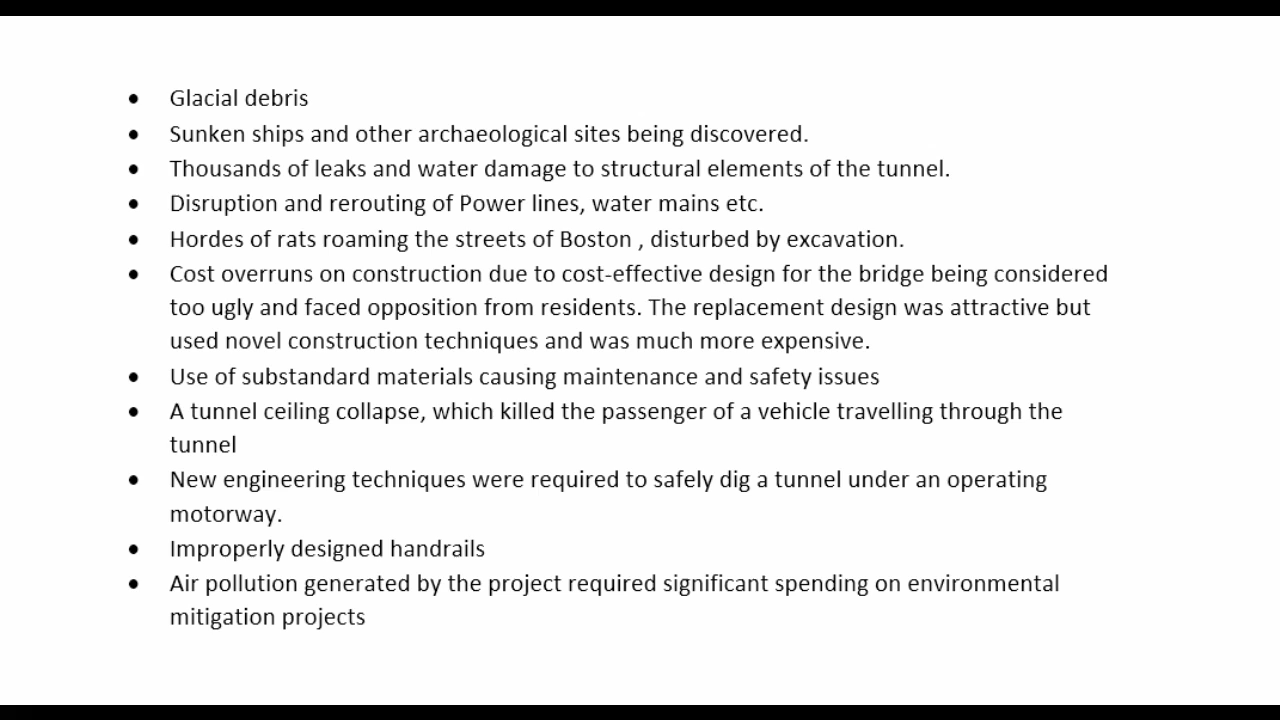 • Glacial debris
• Sunken ships and other archaeological sites being discovered.
• Thousands of leaks and water damage to structural elements of the tunnel.
• Disruption and rerouting of Power lines, water mains etc.
• Hordes of rats roaming the streets of Boston , disturbed by excavation.
• Cost overruns on construction due to cost-effective design for the bridge being considered
too ugly and faced opposition from residents. The replacement design was attractive but
used novel construction techniques and was much more expensive.
• Use of substandard materials causing maintenance and safety issues
• A tunnel ceiling collapse, which killed the passenger of a vehicle travelling through the
tunnel
• New engineering techniques were required to safely dig a tunnel under an operating
motorway.
• Improperly designed handrails
• Air pollution generated by the project required significant spending on environmental
mitigation projects